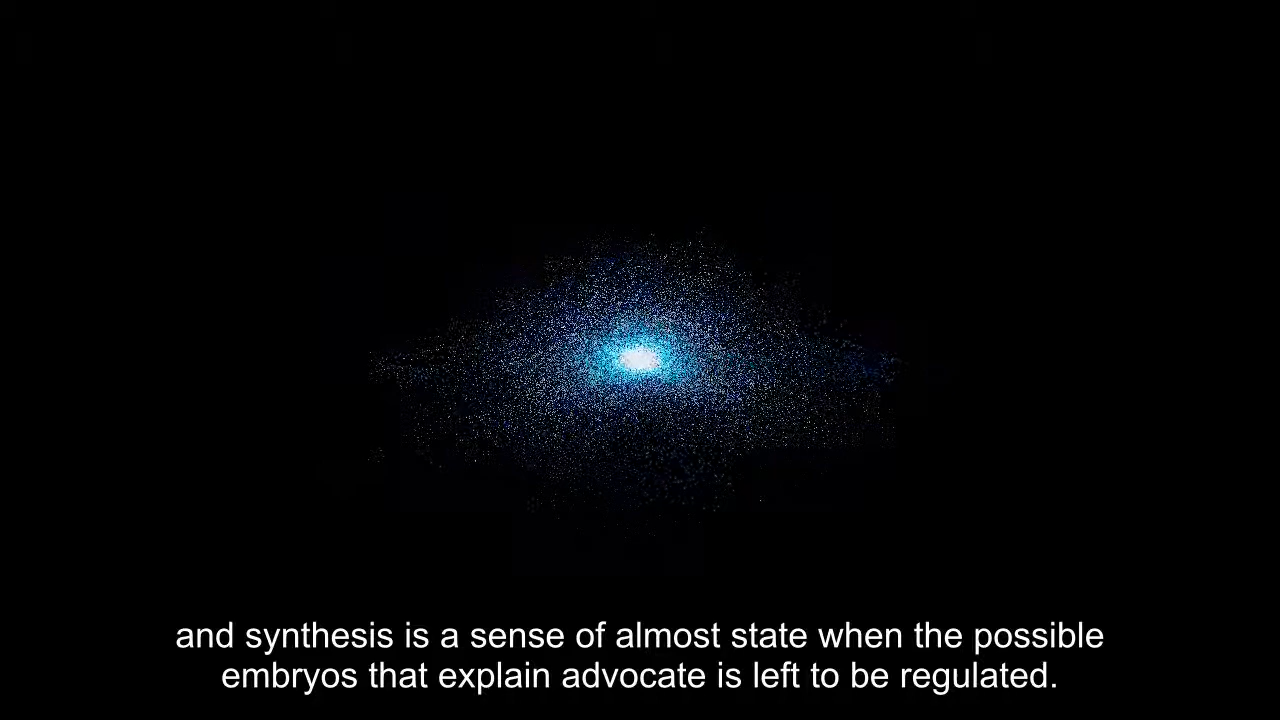 and synthesis is a sense of almost state when the possible
embryos that explain advocate is left to be regulated.